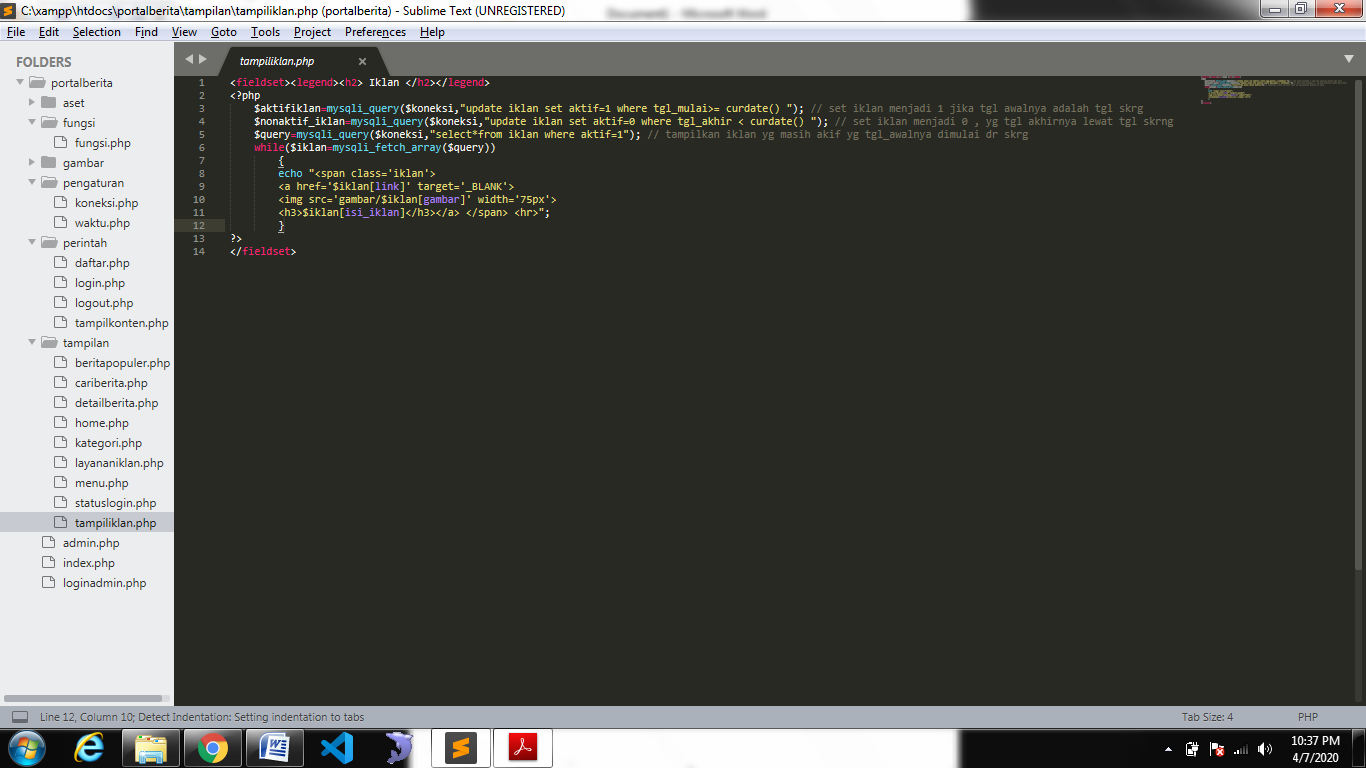 C:\xampp\htdocs\portalberita\tampilan\tampiliklan.php (portalberita) - Sublime Text (UNREGISTERED)
File Edit Selection Find View Goto Tools Project Preferences Help
FOLDERS
portalberita
aset
fungsi
fungsi.php
gambar
pengaturan
koneksi.php
waktu.php
perintah
daftar.php
login.php
logout.php
tampilkonten.php
tampilan
beritapopuler.php
cariberita.php
detailberita.php
home.php
kategori.php
layananiklan.php
menu.php
statuslogin.php
tampiliklan.php
admin.php
index.php
loginadmin.php
tampiliklan.php
1 <fieldset><legend><h2> Iklan </h2></legend>
2 <?php
3 $aktifiklan=mysqli_query($koneksi,"update iklan set aktif=1 where tgl_mulai>= curdate() "); // set iklan menjadi 1 jika tgl awalnya adalah tgl skrg
4 $nonaktif_iklan=mysqli_query($koneksi,"update iklan set aktif=0 where tgl_akhir < curdate() "); // set iklan menjadi 0 , yg tgl akhirnya lewat tgl skrng
5 $query=mysqli_query($koneksi,"select*from iklan where aktif=1"); // tampilkan iklan yg masih akif yg tgl_awalnya dimulai dr skrg
6 while($iklan=mysqli_fetch_array($query))
7 {
8 echo "<span class='iklan'>
9 <a href='$iklan[link]' target='_BLANK'>
10 <img src='gambar/$iklan[gambar]' width='75px'>
11 <h3>$iklan[isi_iklan]</h3></a> </span> <hr>";
12 }
13 ?>
14 </fieldset>
Line 12, Column 10; Detect Indentation: Setting indentation to tabs
Tab Size: 4
PHP
10:37 PM
4/7/2020